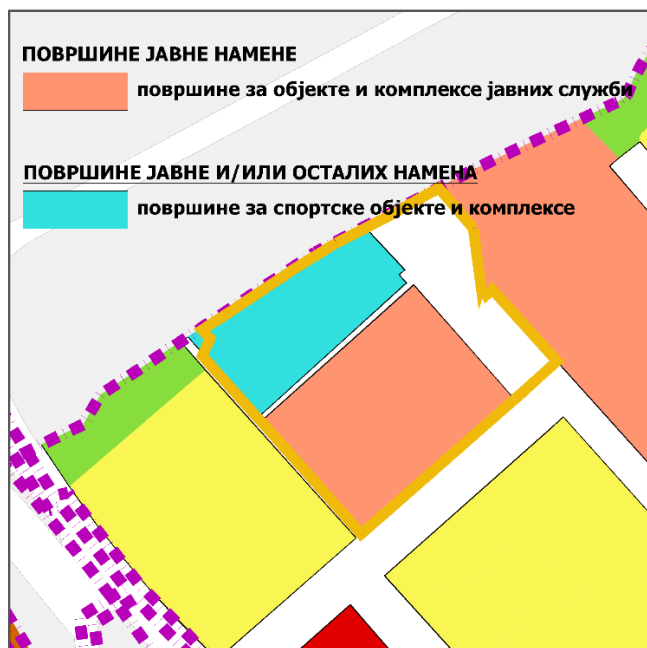 ПОВРШИНЕ ЈАВНЕ НАМЕНЕ
површине за објекте и комплексе јавних служби
ПОВРШИНЕ ЈАВНЕ И/ИЛИ ОСТАЛИХ НАМЕНА
површине за спортске објекте и комплексе